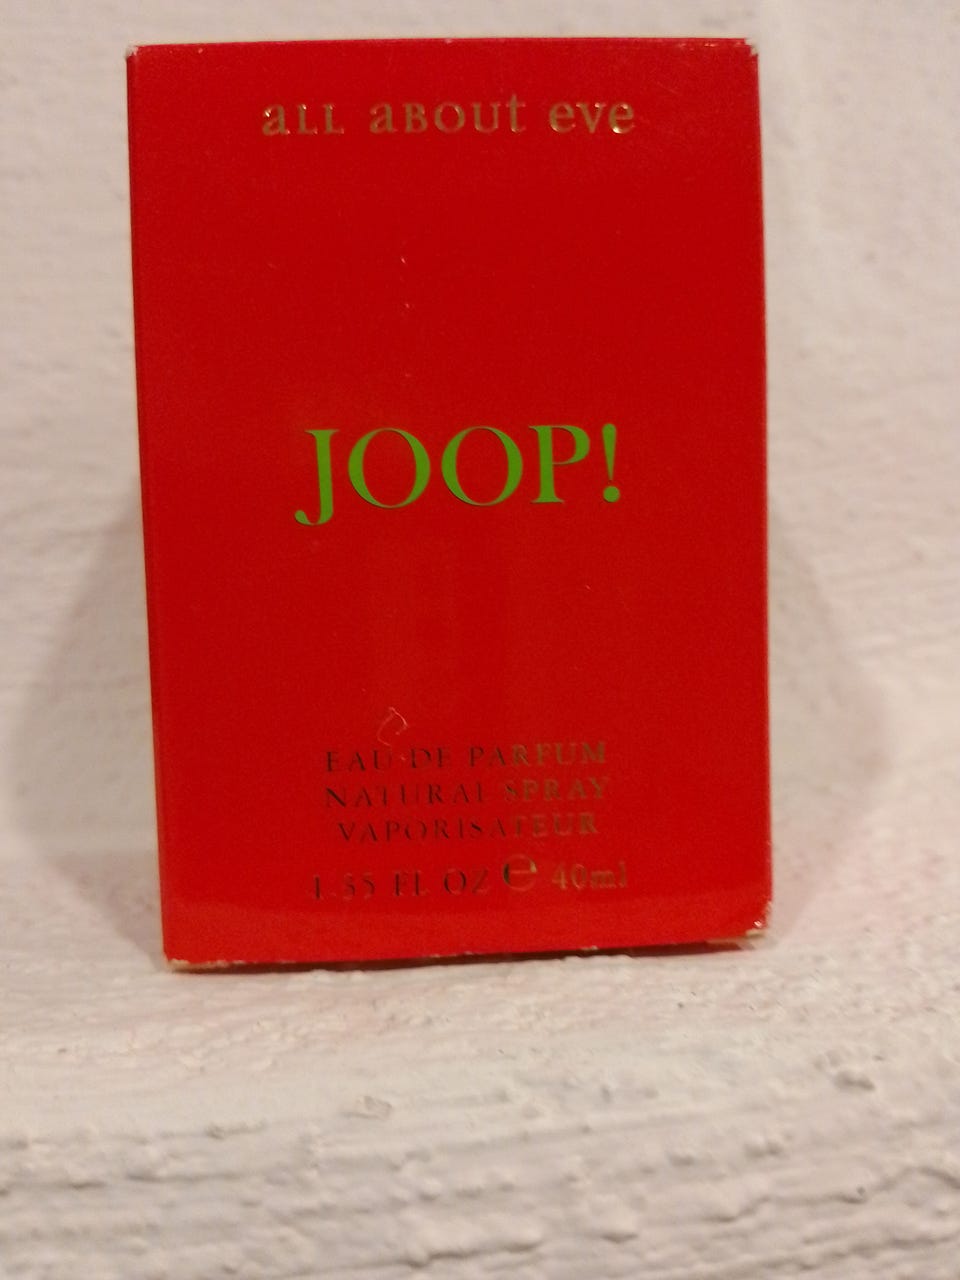 aLL aBOUt eve
JOOP!
EAU DE PARFUM
NATURAL SPRAY
VAPORISATEUR
1.35 FL OZ ℮ 40ml